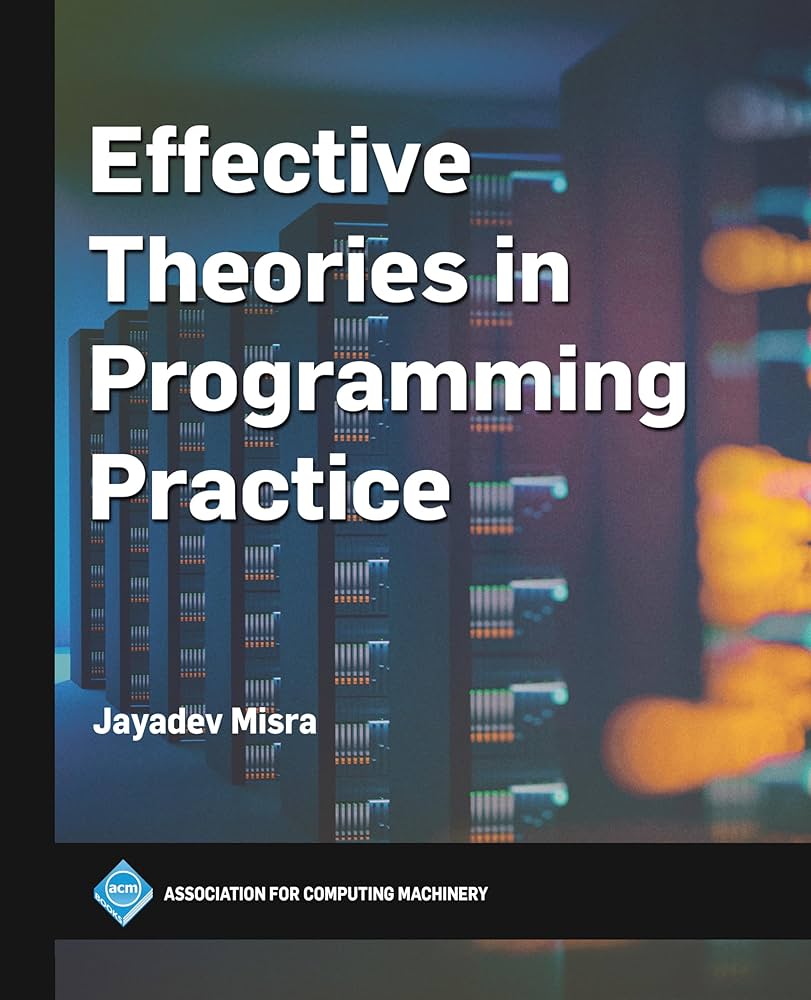 Effective
Theories in
Programming
Practice
Jayadev Misra
acm
BOOKS
ASSOCIATION FOR COMPUTING MACHINERY